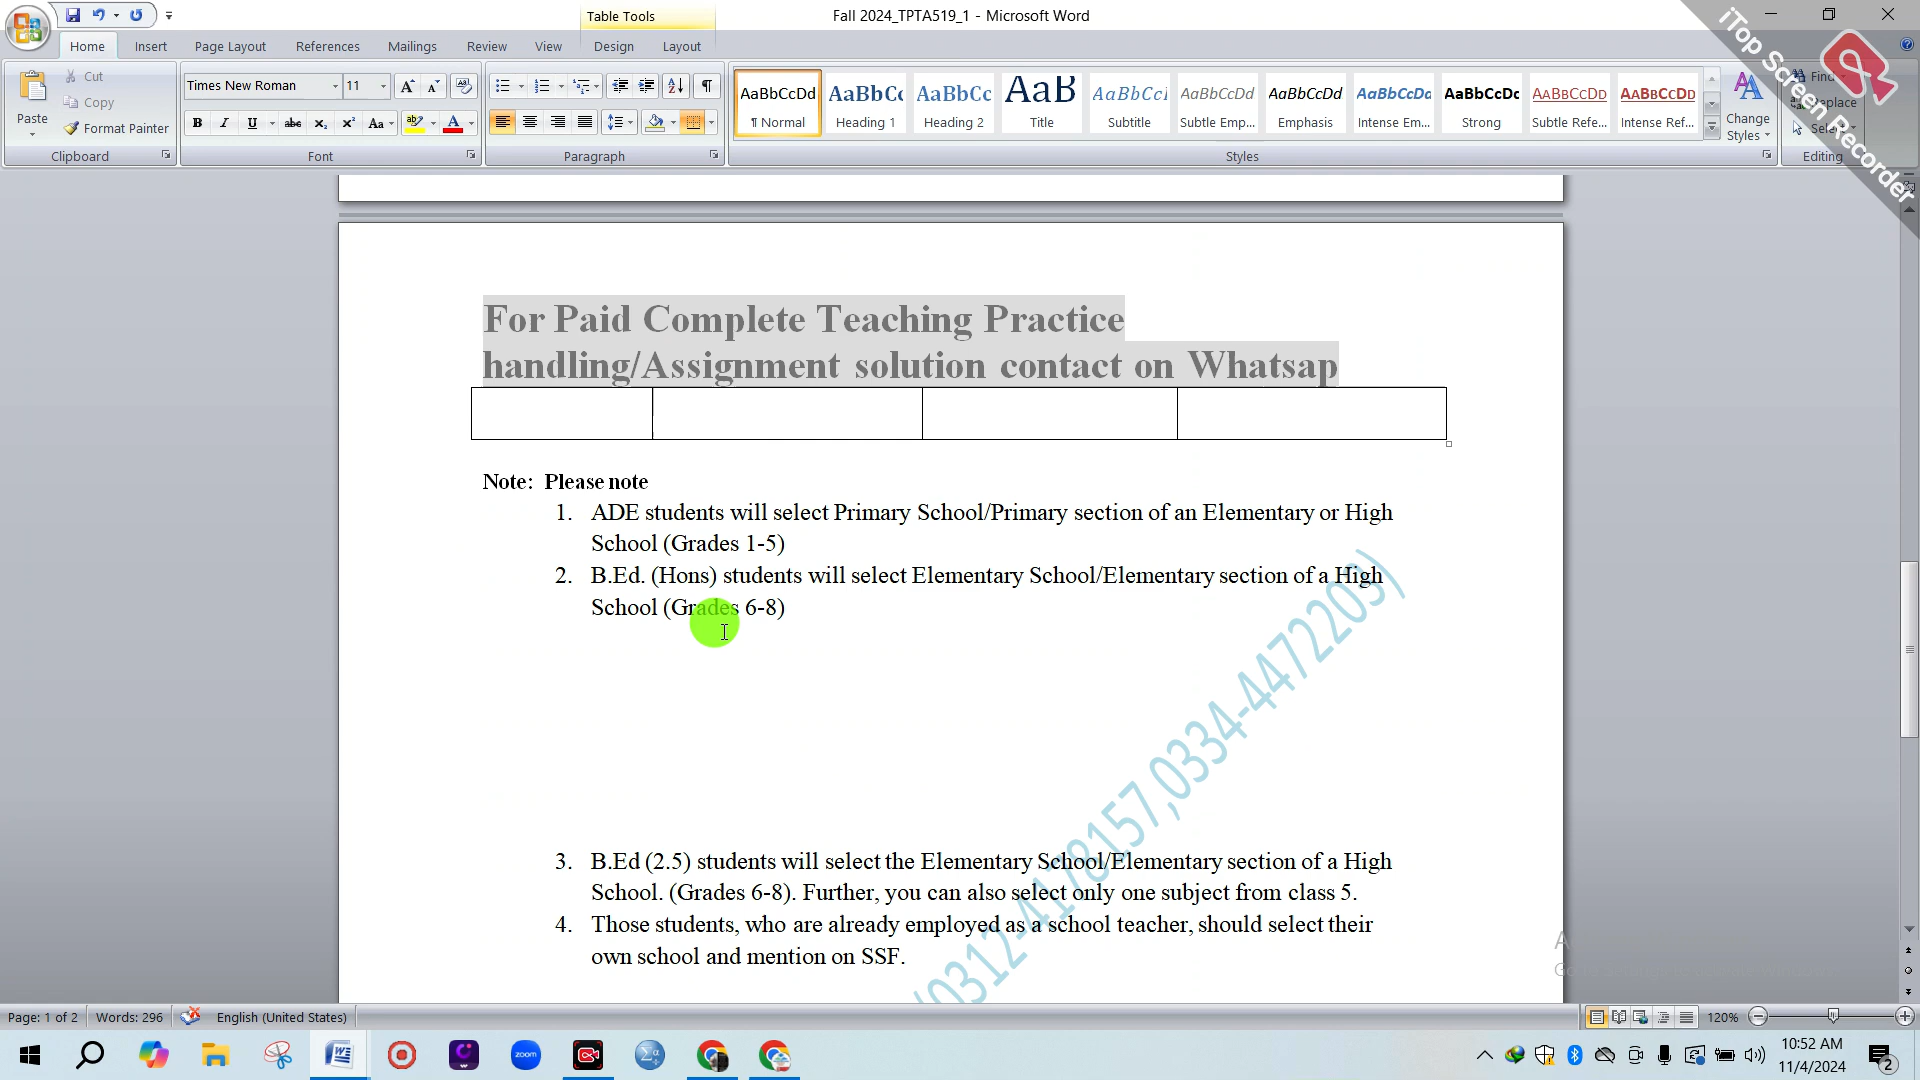 Fall 2024_TPTA519_1 - Microsoft Word
Table Tools
Home Insert Page Layout References Mailings Review View Design Layout
Paste
Cut
Copy
Format Painter
Clipboard
Times New Roman 11
Font
Paragraph
AaBbCcDd AaBbCc AaBbCc AaB AaBbCcI AaBbCcDd AaBbCcDd AaBbCcDc AaBbCcDc AABBCCDD AABBCCDD
¶ Normal Heading 1 Heading 2 Title Subtitle Subtle Emp... Emphasis Intense Em... Strong Subtle Refe... Intense Ref...
Styles
Change
Styles
Find
Replace
Select
Editing
iTop Screen Recorder
For Paid Complete Teaching Practice
handling/Assignment solution contact on Whatsap
Note: Please note
1. ADE students will select Primary School/Primary section of an Elementary or High
School (Grades 1-5)
2. B.Ed. (Hons) students will select Elementary School/Elementary section of a High
School (Grades 6-8)
3. B.Ed (2.5) students will select the Elementary School/Elementary section of a High
School. (Grades 6-8). Further, you can also select only one subject from class 5.
4. Those students, who are already employed as a school teacher, should select their
own school and mention on SSF.
(0312-4178157,0334-4472209)
Page: 1 of 2 Words: 296 English (United States)
120%
zoom
10:52 AM
11/4/2024
2